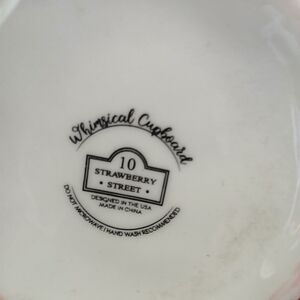 Whimsical Cupboard
10
STRAWBERRY
• STREET •
DESIGNED IN THE USA
MADE IN CHINA
DO NOT MICROWAVE | HAND WASH RECOMMENDED